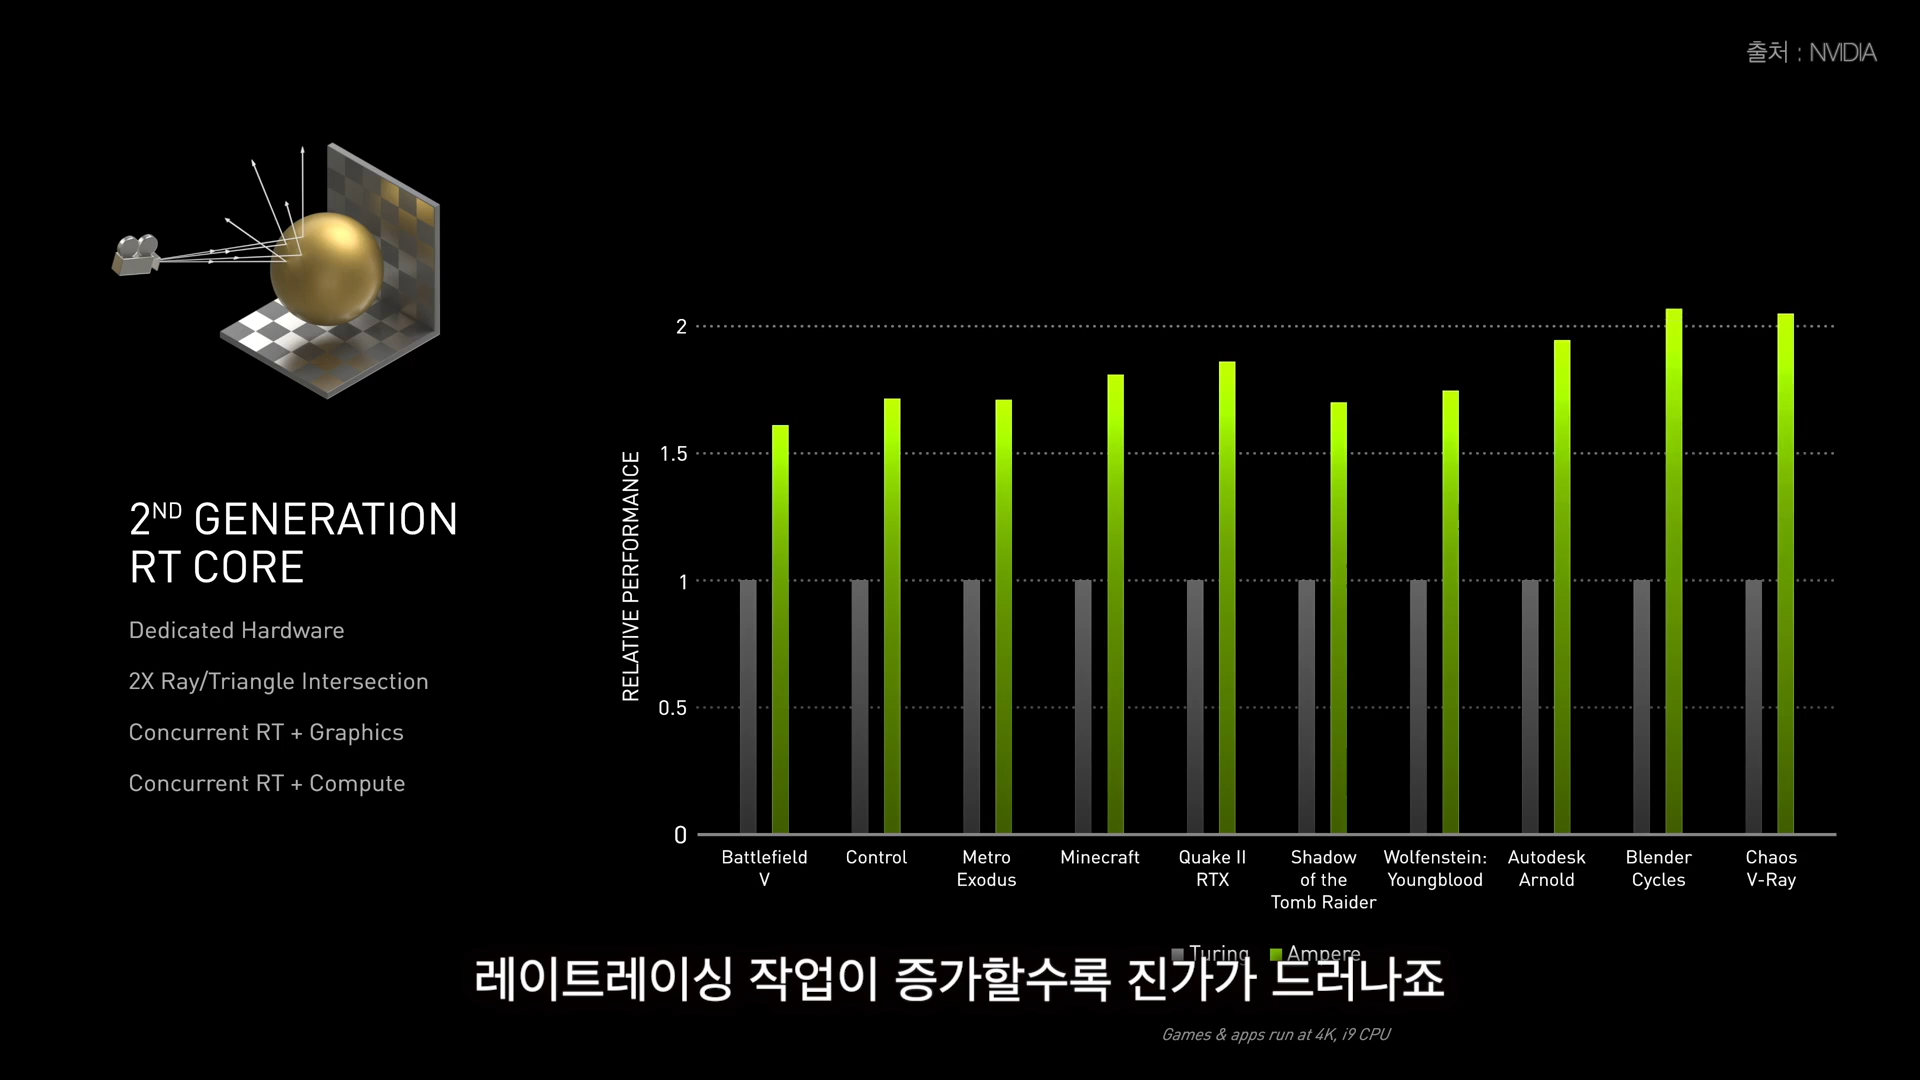 출처 : NVIDIA
2ND GENERATION
RT CORE
Dedicated Hardware
2X Ray/Triangle Intersection
Concurrent RT + Graphics
Concurrent RT + Compute
RELATIVE PERFORMANCE
2
1.5
1
0.5
0
Battlefield
V
Control
Metro
Exodus
Minecraft
Quake II
RTX
Shadow
of the
Tomb Raider
Wolfenstein:
Youngblood
Autodesk
Arnold
Blender
Cycles
Chaos
V-Ray
Turing
Ampere
레이트레이싱 작업이 증가할수록 진가가 드러나죠
Games & apps run at 4K, i9 CPU